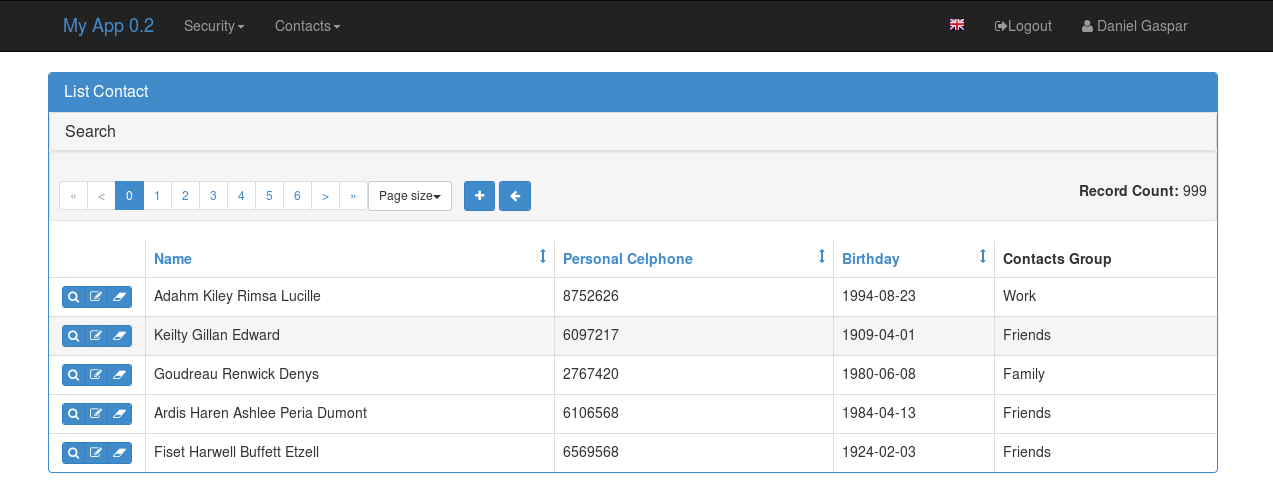 My App 0.2 Security Contacts Logout Daniel Gaspar
List Contact
Search
« < 0 1 2 3 4 5 6 > » Page size Record Count: 999
Name Personal Celphone Birthday Contacts Group
Adahm Kiley Rimsa Lucille 8752626 1994-08-23 Work
Keilty Gillan Edward 6097217 1909-04-01 Friends
Goudreau Renwick Denys 2767420 1980-06-08 Family
Ardis Haren Ashlee Peria Dumont 6106568 1984-04-13 Friends
Fiset Harwell Buffett Etzell 6569568 1924-02-03 Friends